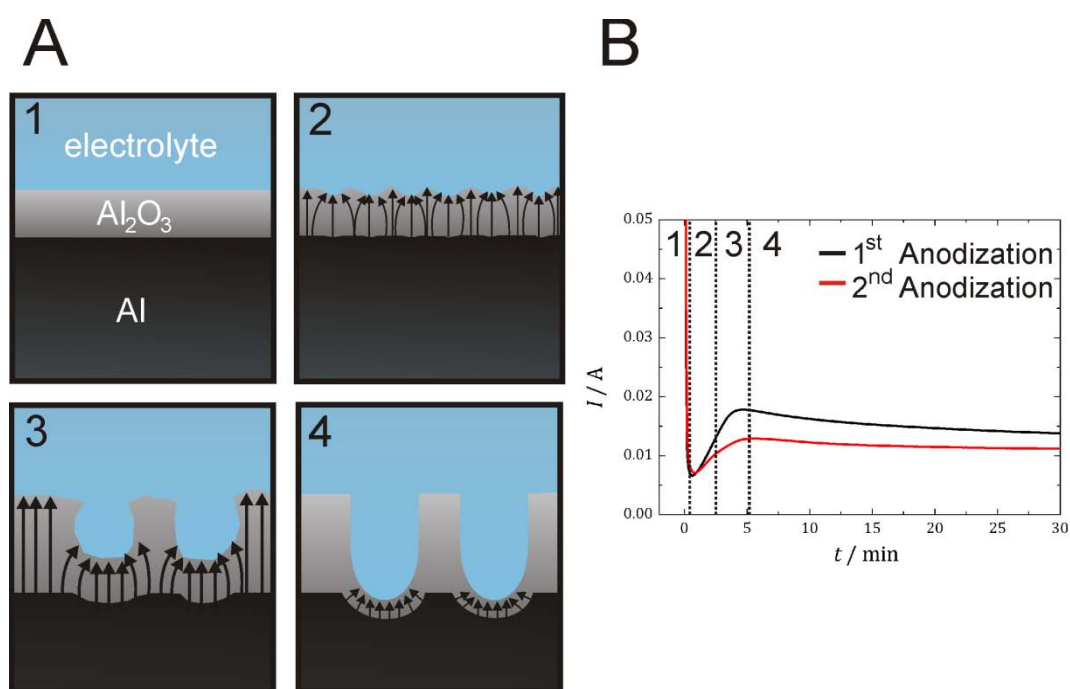 A
1
electrolyte
Al₂O₃
Al
2
3
4
B
0.05
0.04
0.03
0.02
0.01
0.00
I / A
1 2 3 4
1st Anodization
2nd Anodization
0 5 10 15 20 25 30
t / min